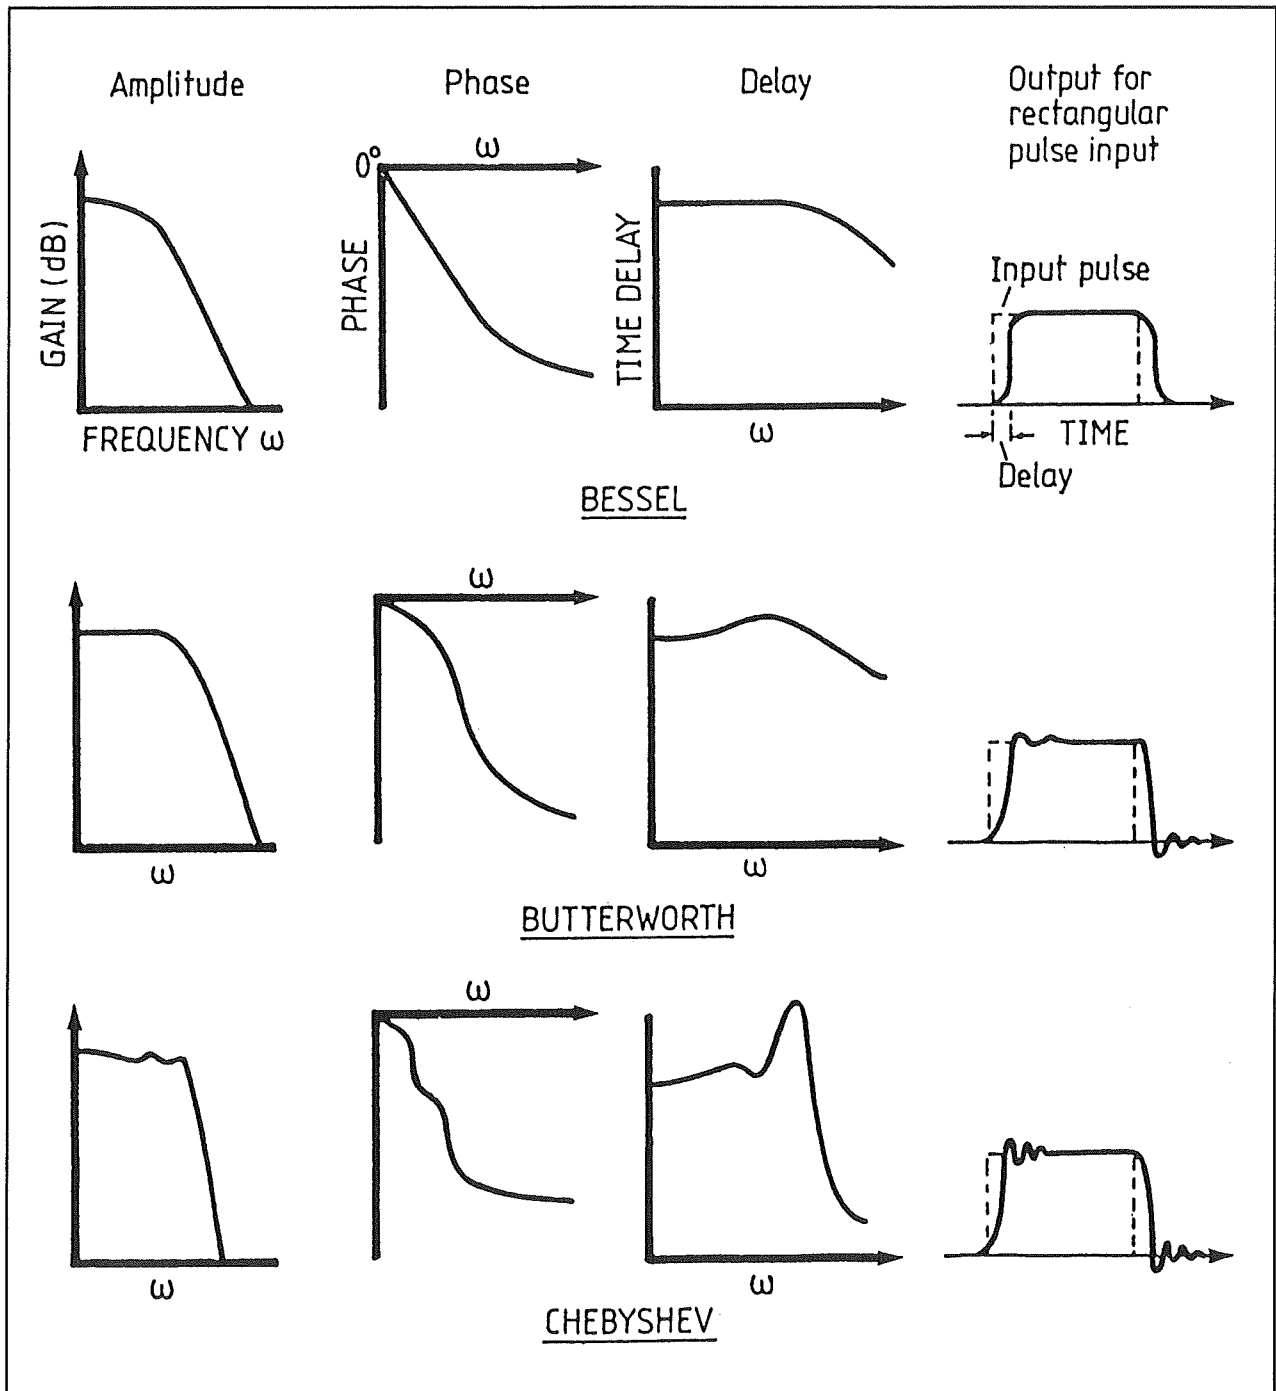 Amplitude
Phase
Delay
Output for
rectangular
pulse input
GAIN (dB)
FREQUENCY ω
0°
ω
PHASE
TIME DELAY
ω
Input pulse
TIME
Delay
BESSEL
ω
ω
ω
BUTTERWORTH
ω
ω
ω
CHEBYSHEV